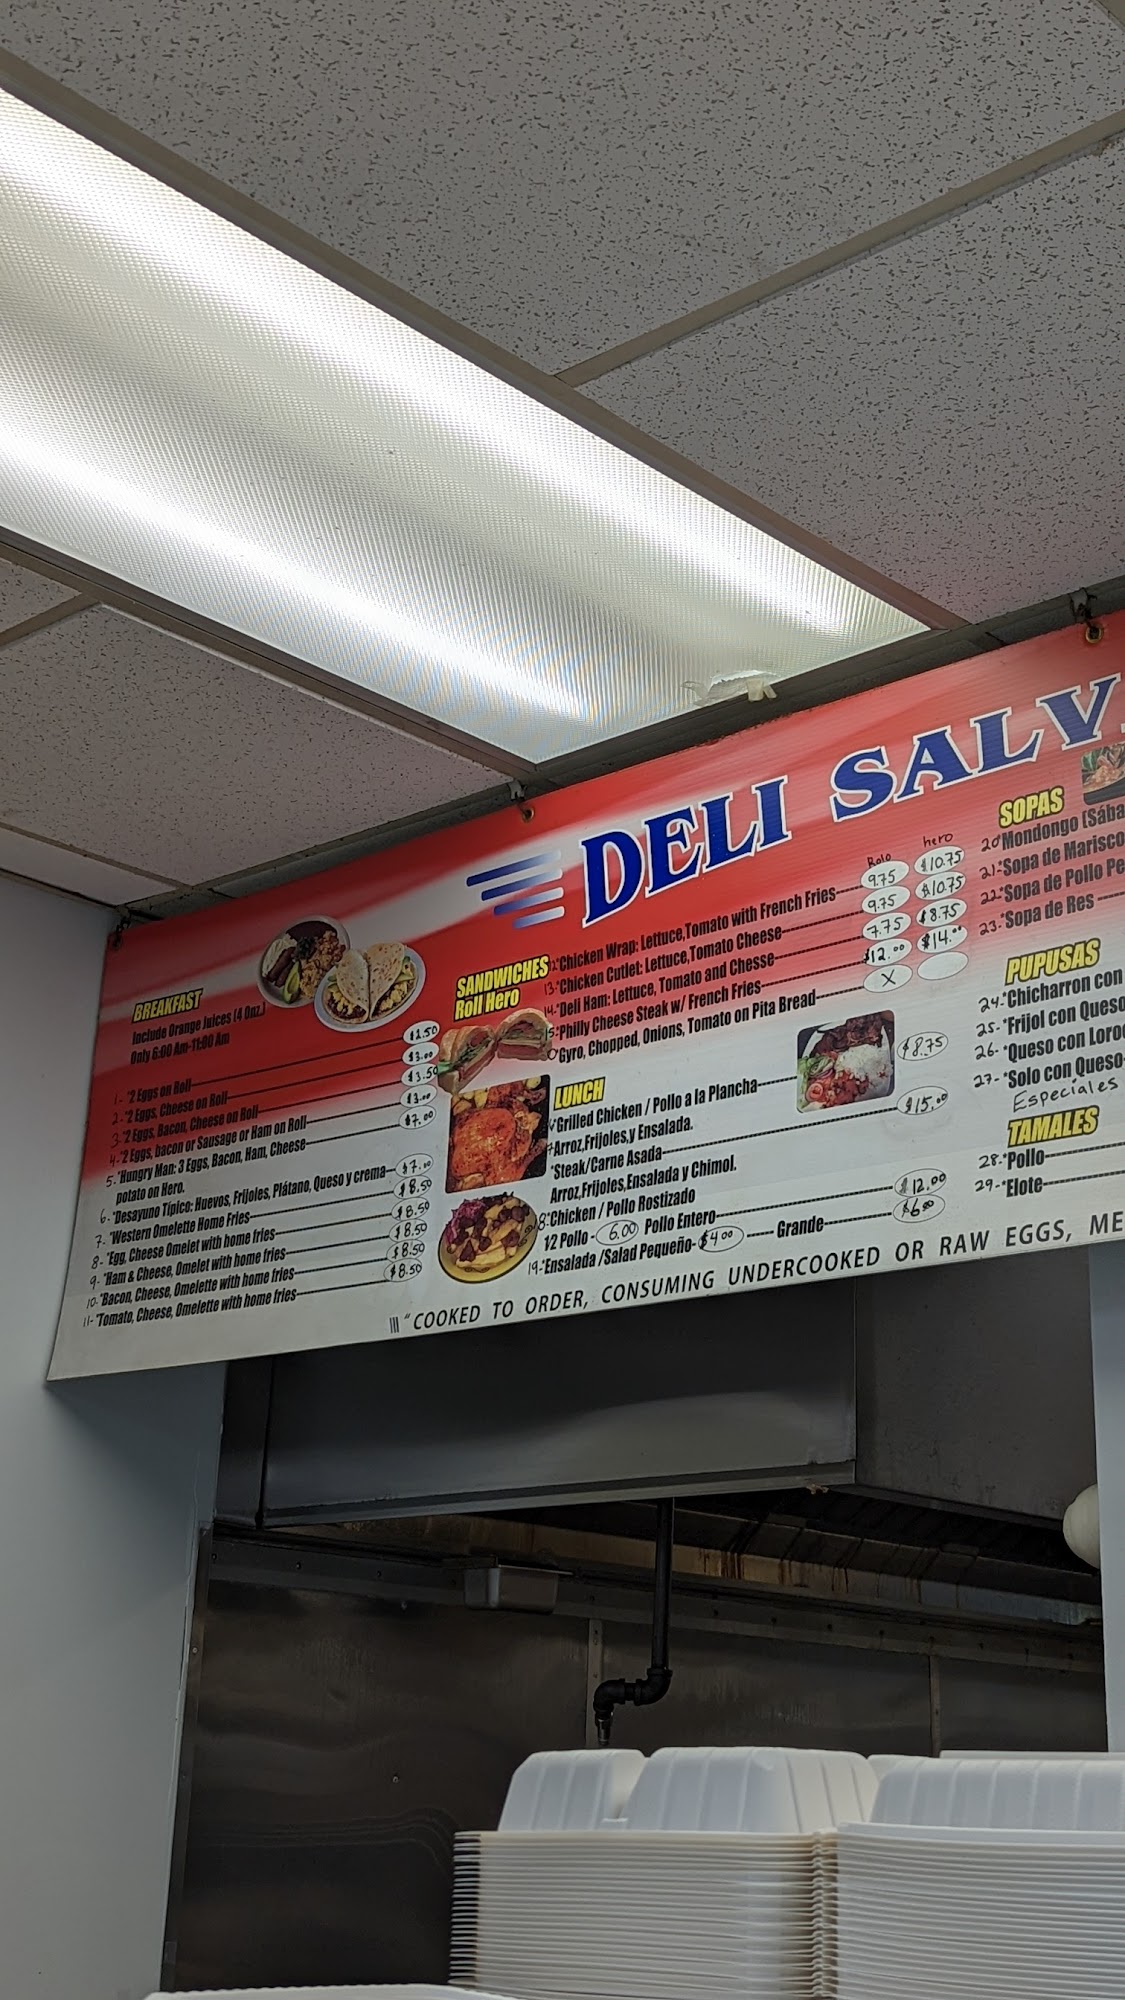 DELI SALV
BREAKFAST
Include Orange Juices (4 Onz.)
Only 6:00 Am-11:00 Am
1- *2 Eggs on Roll $2.50
2- *2 Eggs, Cheese on Roll $3.00
3- *2 Eggs, Bacon, Cheese on Roll $3.50
4- *2 Eggs, bacon or Sausage or Ham on Roll $3.00
5. *Hungry Man: 3 Eggs, Bacon, Ham, Cheese $7.00
potato on Hero.
6- *Desayuno Típico: Huevos, Frijoles, Plátano, Queso y crema $7.00
7. *Western Omelette Home Fries $8.50
8- *Egg, Cheese Omelet with home fries $8.50
9- *Ham & Cheese, Omelet with home fries $8.50
10- *Bacon, Cheese, Omelette with home fries $8.50
11- *Tomato, Cheese, Omelette with home fries $8.50
SANDWICHES
Roll Hero
Rolo hero
*Chicken Wrap: Lettuce,Tomato with French Fries 9.75 $10.75
13- *Chicken Cutlet: Lettuce,Tomato Cheese 9.75 $10.75
14- *Deli Ham: Lettuce, Tomato and Chesse 7.75 $8.75
15- *Philly Cheese Steak w/ French Fries $12.00 $14.00
*Gyro, Chopped, Onions, Tomato on Pita Bread X
LUNCH
*Grilled Chicken / Pollo a la Plancha $8.75
Arroz,Frijoles,y Ensalada.
*Steak/Carne Asada $15.00
Arroz,Frijoles,Ensalada y Chimol.
*Chicken / Pollo Rostizado
1/2 Pollo - 6.00 Pollo Entero $12.00
19- *Ensalada /Salad Pequeño- $4.00 Grande $6.00
SOPAS
20 Mondongo (Sába
21- *Sopa de Marisco
22- *Sopa de Pollo Pe
23- *Sopa de Res
PUPUSAS
24- *Chicharron con
25- *Frijol con Queso
26- *Queso con Loroc
27- *Solo con Queso
Especiales
TAMALES
28- *Pollo
29- *Elote
"COOKED TO ORDER, CONSUMING UNDERCOOKED OR RAW EGGS, ME